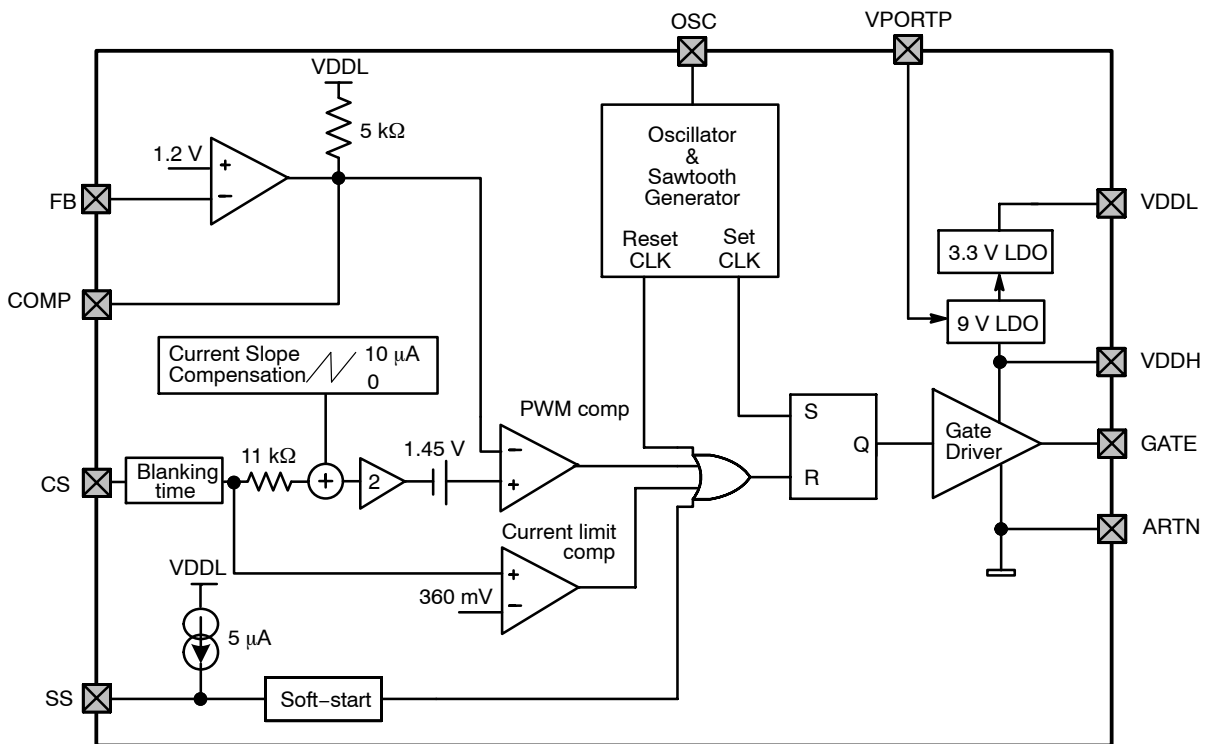 OSC
VPORTP
VDDL
5 kΩ
1.2 V
+
−
FB
COMP
Oscillator
&
Sawtooth
Generator
Reset
CLK
Set
CLK
VDDL
3.3 V LDO
9 V LDO
VDDH
Current Slope
Compensation
10 μA
0
PWM comp
S
Q
R
Gate
Driver
GATE
CS
Blanking
time
11 kΩ
+
2
1.45 V
−
+
Current limit
comp
+
−
360 mV
ARTN
VDDL
5 μA
SS
Soft−start